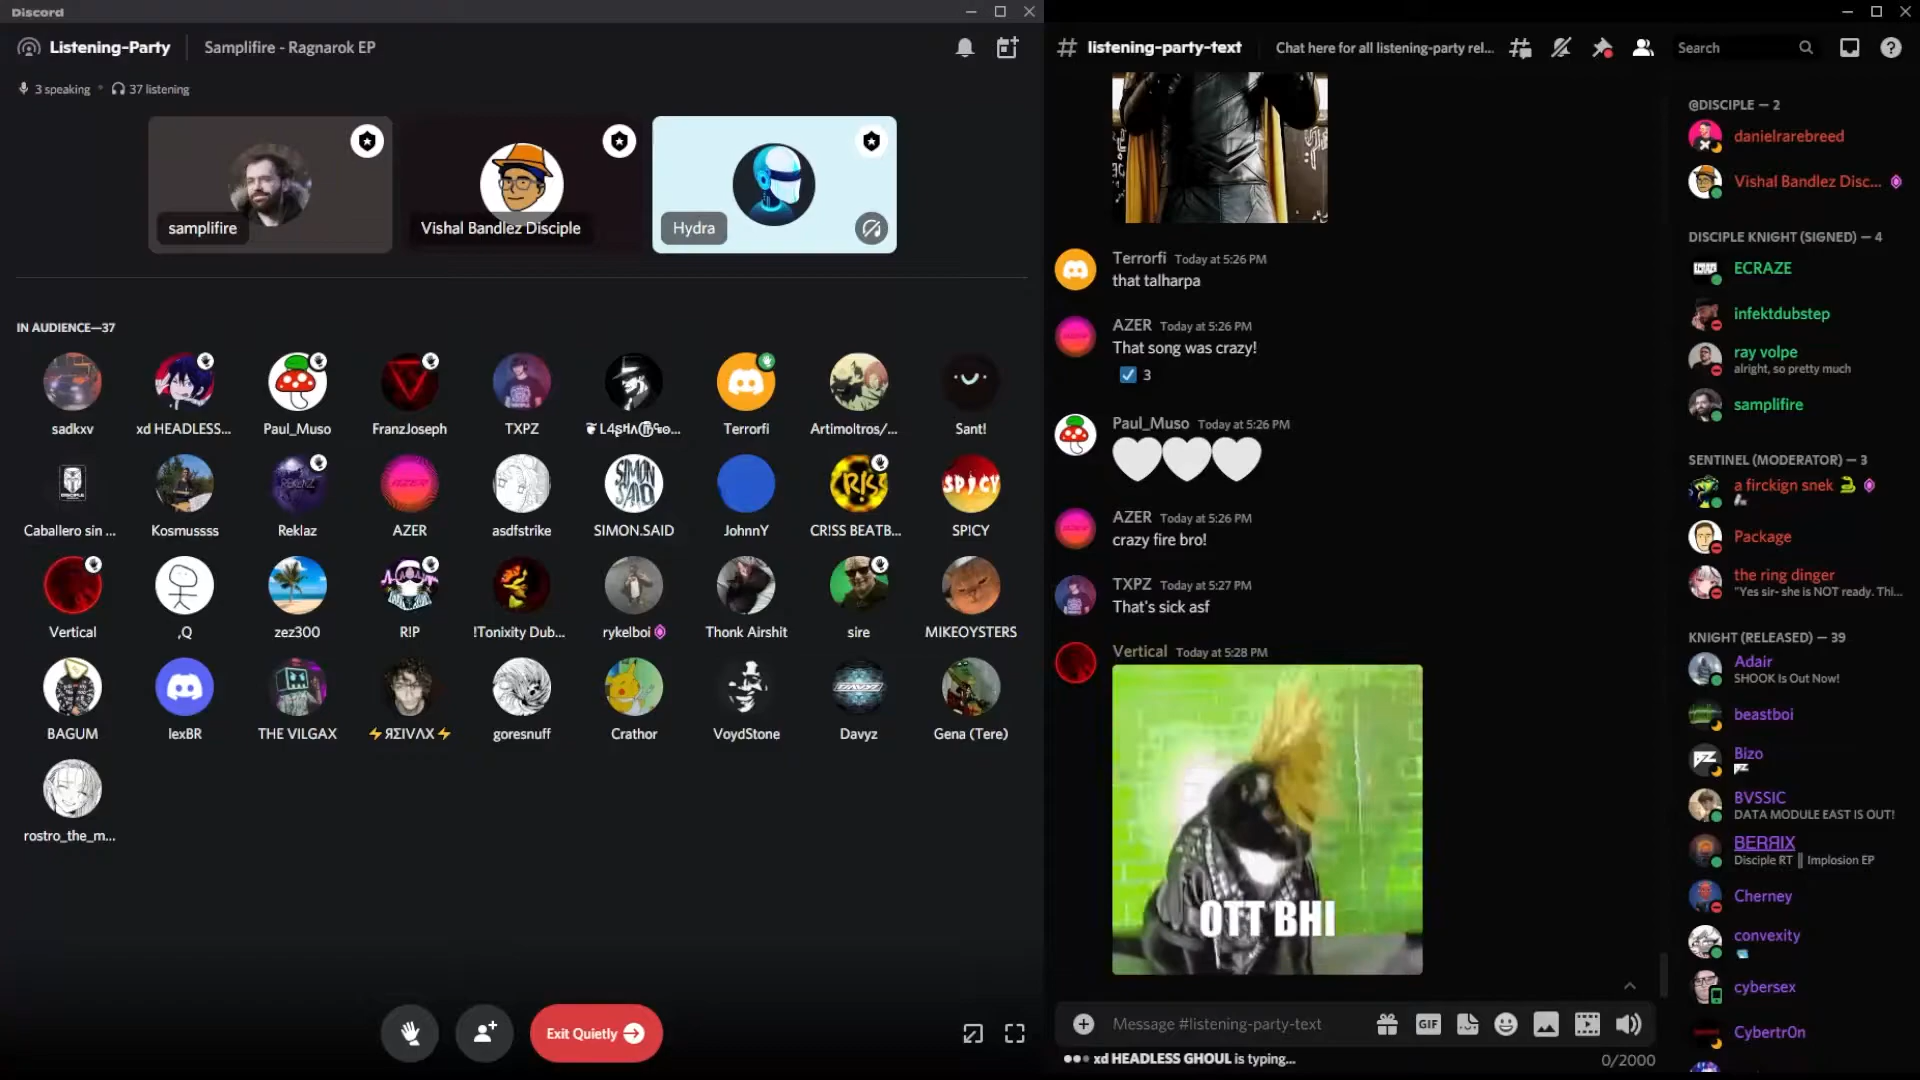 Discord
Listening-Party
Samplifire - Ragnarok EP
3 speaking
37 listening
samplifire
Vishal Bandlez Disciple
Hydra
IN AUDIENCE—37
sadkxv
xd HEADLESS...
Paul_Muso
FranzJoseph
TXPZ
Terrorfi
Artimoltros/...
Sant!
Caballero sin ...
Kosmussss
Reklaz
AZER
asdfstrike
SIMON.SAID
JohnnY
CR!SS BEATB...
SP!CY
Vertical
,Q
zez300
R!P
!Tonixity Dub...
rykelboi
Thonk Airshit
sire
MIKEOYSTERS
BAGUM
lexBR
THE VILGAX
⚡ЯΣIVΛX⚡
goresnuff
Crathor
VoydStone
Davyz
Gena (Tere)
rostro_the_m...
Exit Quietly
listening-party-text
Chat here for all listening-party rel...
Search
Terrorfi Today at 5:26 PM
that talharpa
AZER Today at 5:26 PM
That song was crazy!
3
Paul_Muso Today at 5:26 PM
AZER Today at 5:26 PM
crazy fire bro!
TXPZ Today at 5:27 PM
That's sick asf
Vertical Today at 5:28 PM
OTT BHI
Message #listening-party-text
GIF
xd HEADLESS GHOUL is typing...
0/2000
@DISCIPLE — 2
danielrarebreed
Vishal Bandlez Disc...
DISCIPLE KNIGHT (SIGNED) — 4
ECRAZE
infektdubstep
ray volpe
alright, so pretty much
samplifire
SENTINEL (MODERATOR) — 3
a firckign snek
Package
the ring dinger
"Yes sir- she is NOT ready. Thi...
KNIGHT (RELEASED) — 39
Adair
SHOOK Is Out Now!
beastboi
Bizo
BVSSIC
DATA MODULE EAST IS OUT!
BEЯЯIX
Disciple RT ║ Implosion EP
Cherney
convexity
cybersex
Cybertr0n